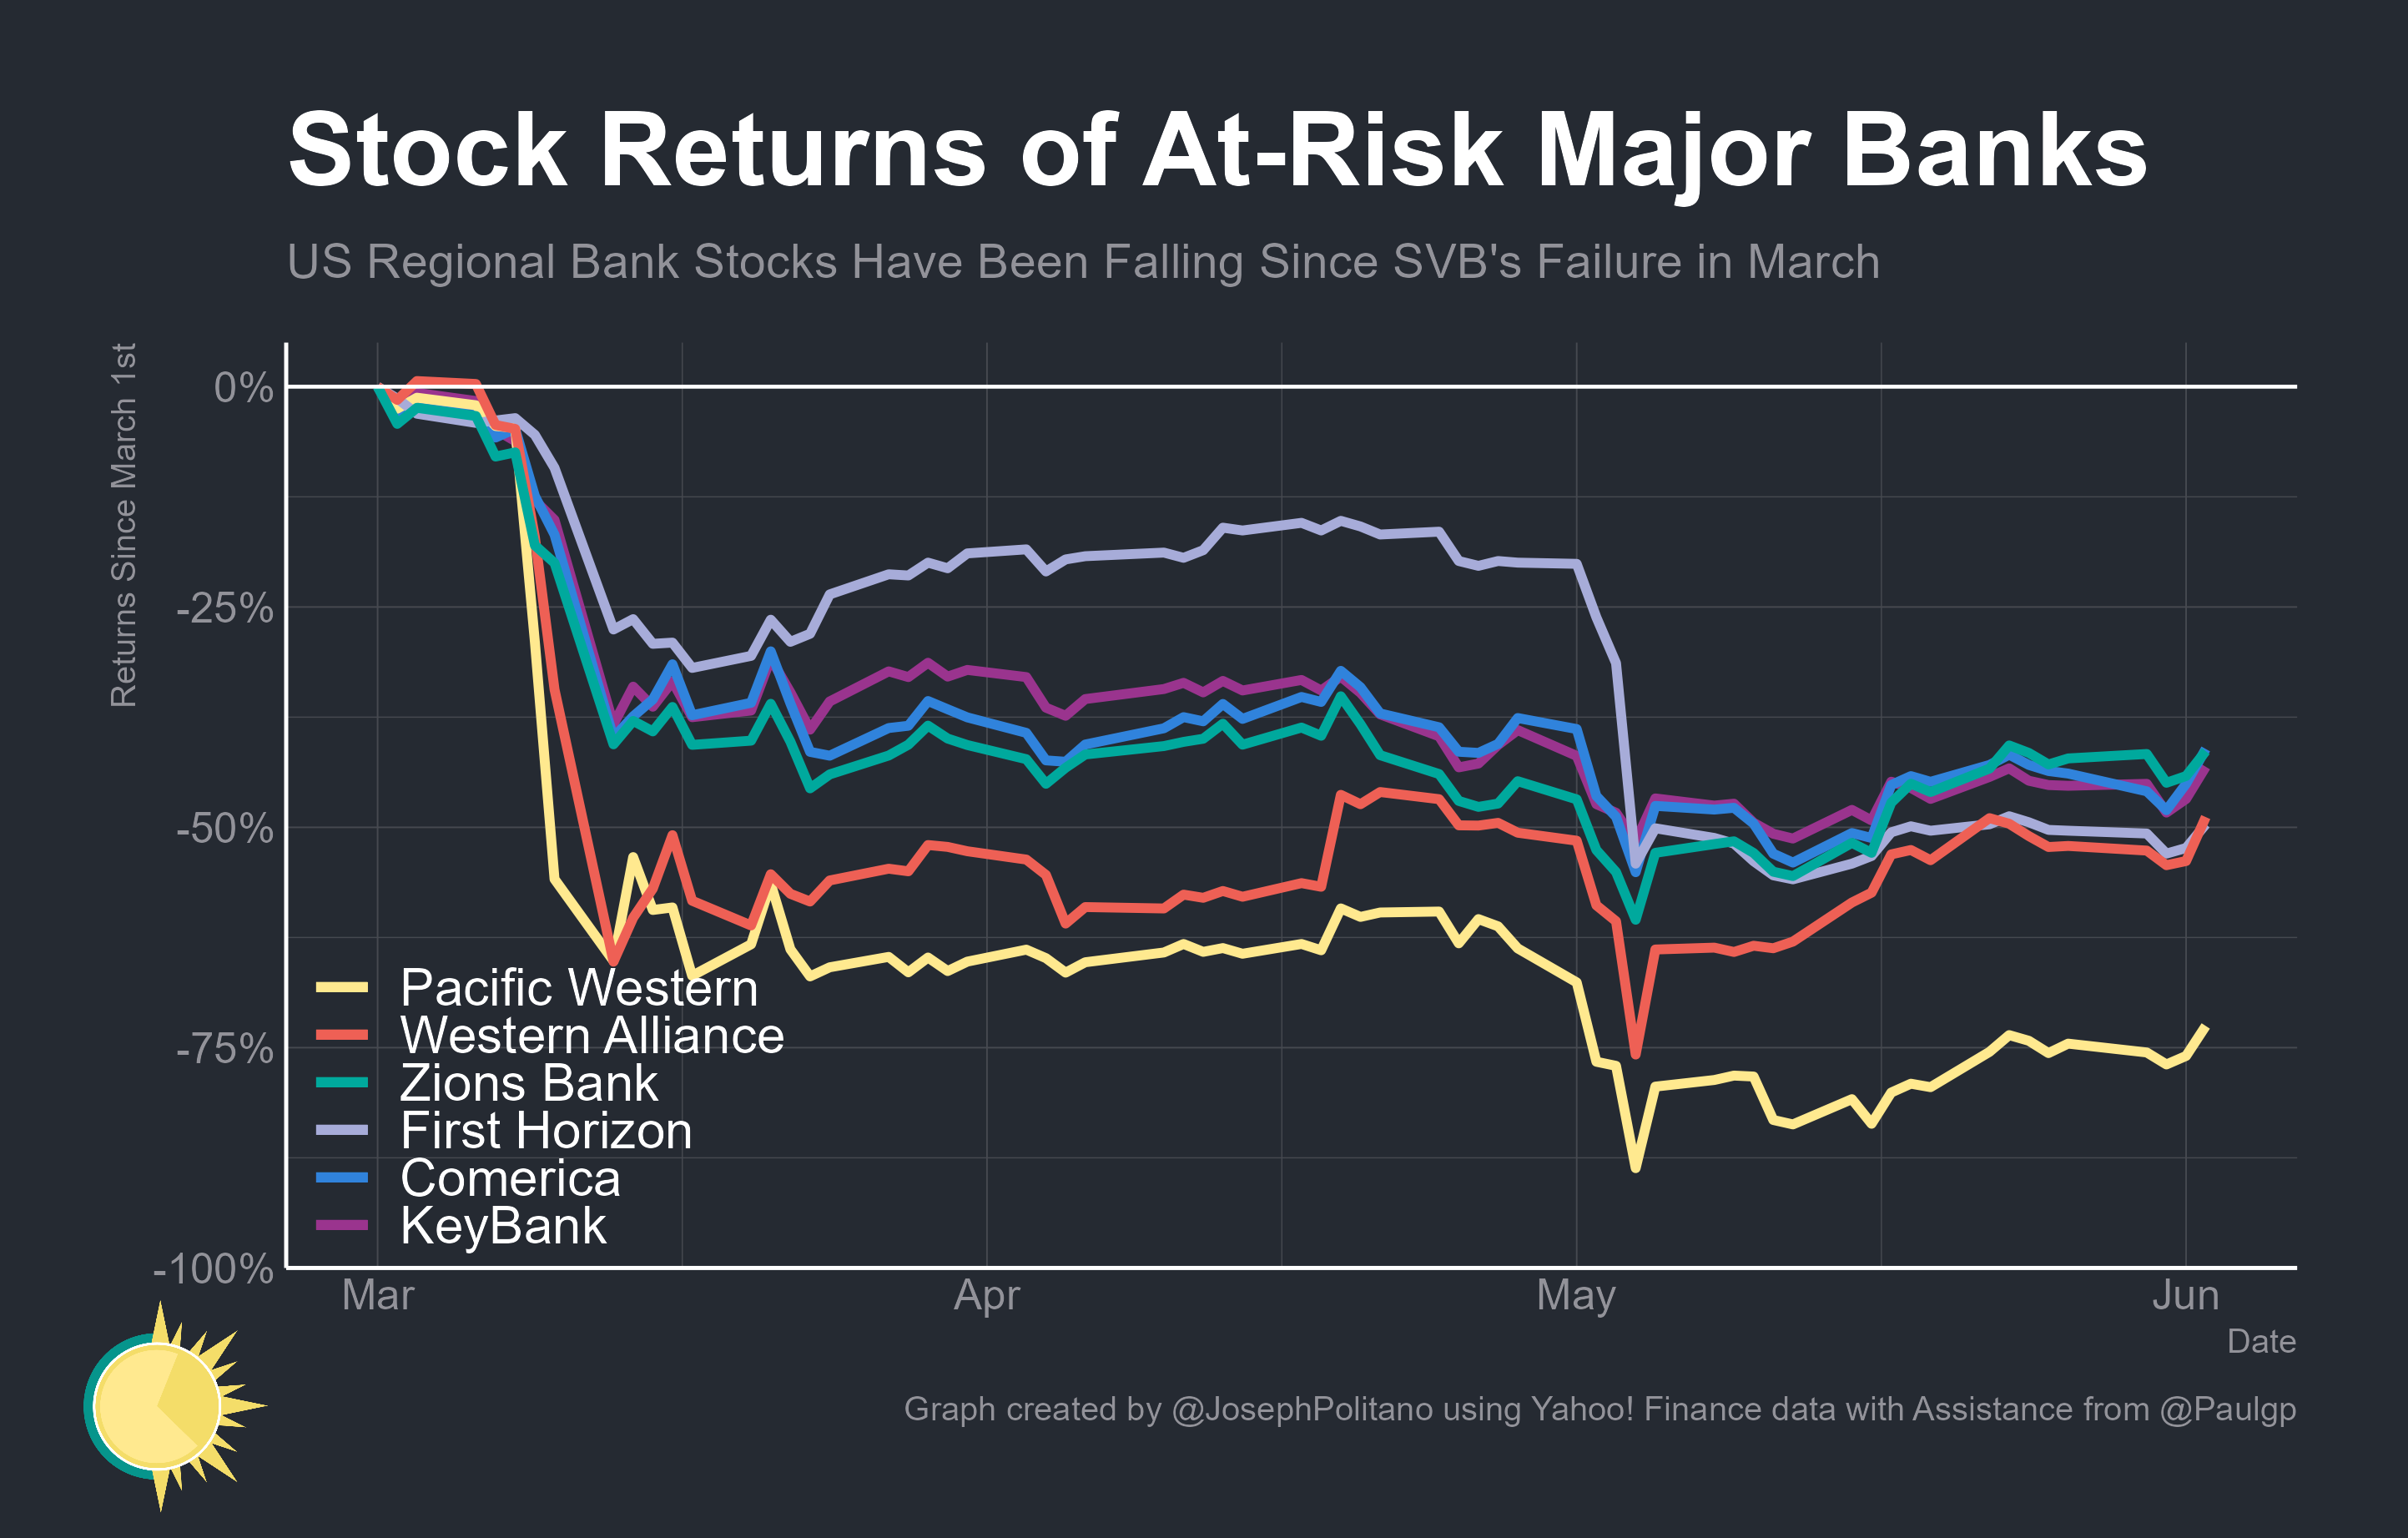 Stock Returns of At-Risk Major Banks
US Regional Bank Stocks Have Been Falling Since SVB's Failure in March
Returns Since March 1st
0%
-25%
-50%
-75%
-100%
Pacific Western
Western Alliance
Zions Bank
First Horizon
Comerica
KeyBank
Mar
Apr
May
Jun
Date
Graph created by @JosephPolitano using Yahoo! Finance data with Assistance from @Paulgp